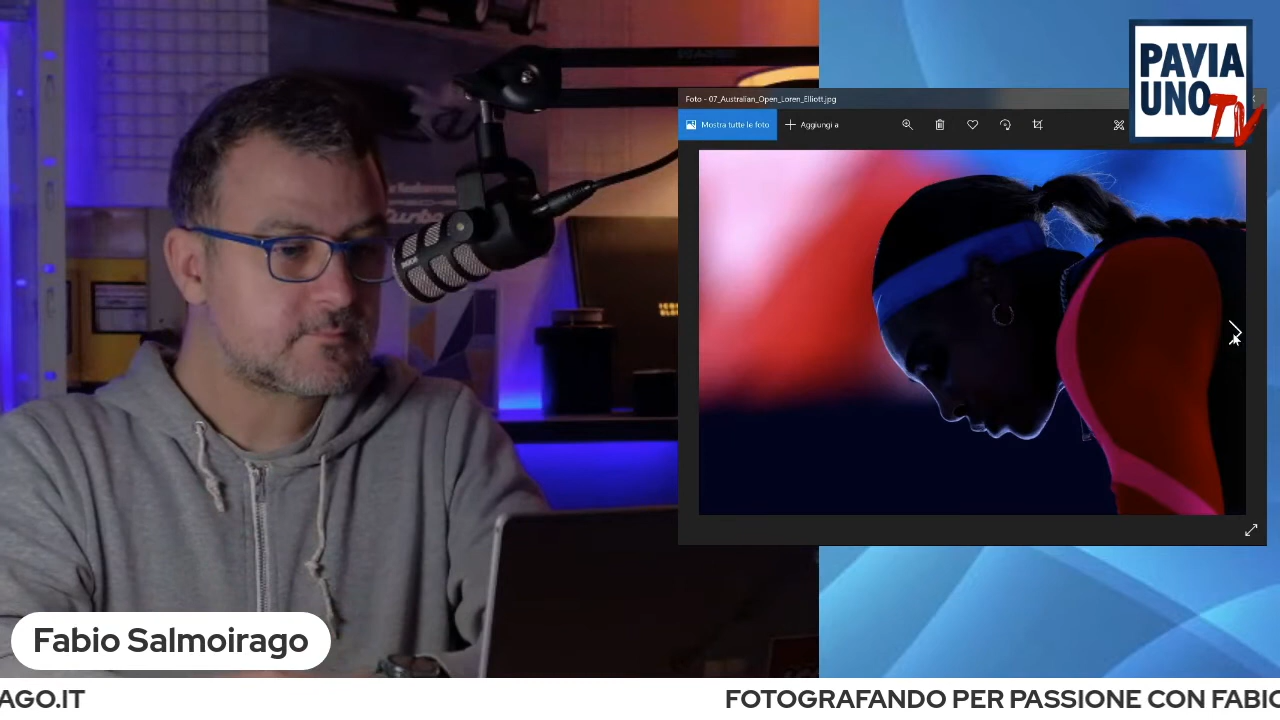 PAVIA
UNO
TV
Foto - 07_Australian_Open_Loren_Elliott.jpg
Mostra tutte le foto
Aggiungi a
Turbo
Fabio Salmoirago
AGO.IT
FOTOGRAFANDO PER PASSIONE CON FABIO